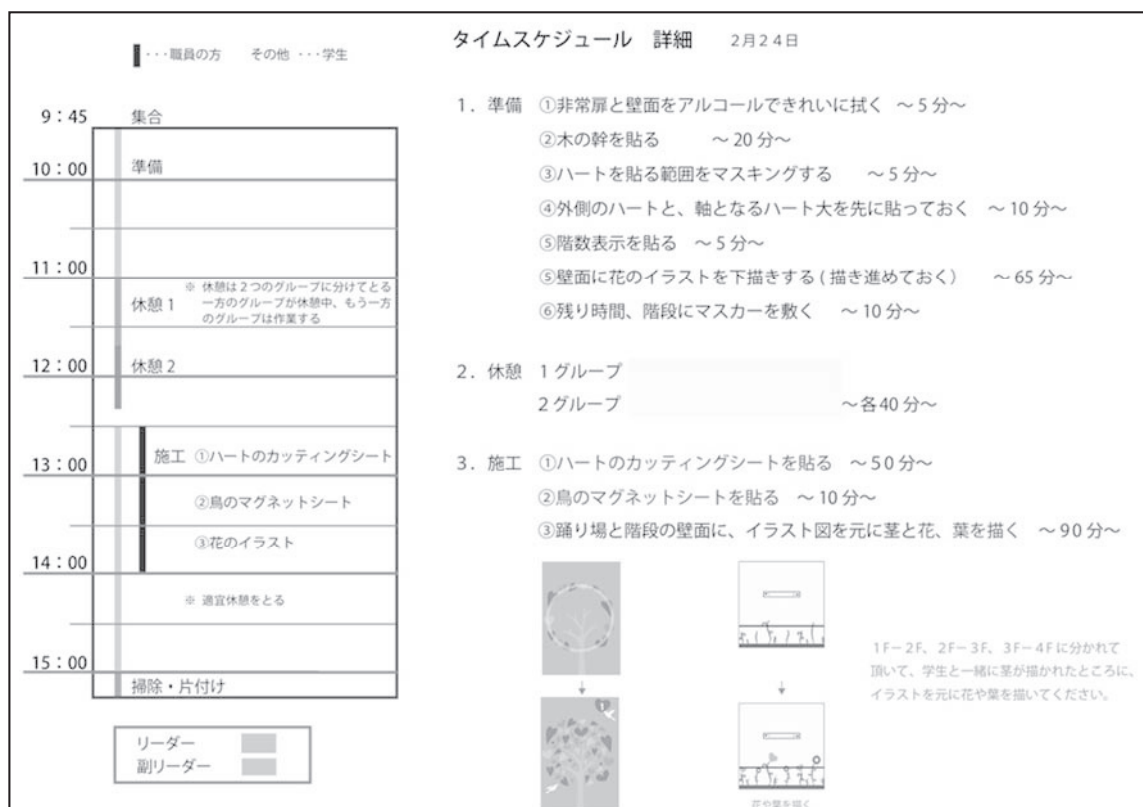 ・・・職員の方 その他 ・・・学生
9：45 集合
準備
10：00
11：00
休憩 1
※ 休憩は２つのグループに分けてとる
一方のグループが休憩中、もう一方
のグループは作業する
12：00 休憩 2
施工 ①ハートのカッティングシート
13：00
②鳥のマグネットシート
③花のイラスト
14：00
※ 適宜休憩をとる
15：00
掃除・片付け
リーダー
副リーダー
タイムスケジュール 詳細 2月24日
1．準備 ①非常扉と壁面をアルコールできれいに拭く ～5分～
②木の幹を貼る ～20分～
③ハートを貼る範囲をマスキングする ～5分～
④外側のハートと、軸となるハート大を先に貼っておく ～10分～
⑤階数表示を貼る ～5分～
⑤壁面に花のイラストを下描きする(描き進めておく） ～65分～
⑥残り時間、階段にマスカーを敷く ～10分～
2．休憩 1グループ
2グループ ～各40分～
3．施工 ①ハートのカッティングシートを貼る ～50分～
②鳥のマグネットシートを貼る ～10分～
③踊り場と階段の壁面に、イラスト図を元に茎と花、葉を描く ～90分～
1F－2F、2F－3F、3F－4Fに分かれて
頂いて、学生と一緒に茎が描かれたところに、
イラストを元に花や葉を描いてください。
花や葉を描く